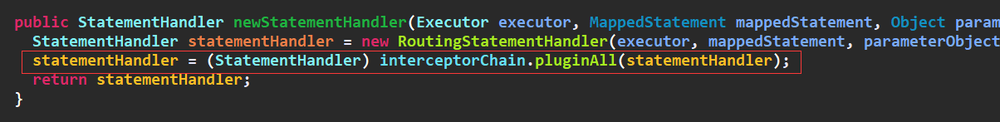 public StatementHandler newStatementHandler(Executor executor, MappedStatement mappedStatement, Object param
StatementHandler statementHandler = new RoutingStatementHandler(executor, mappedStatement, parameterObject
statementHandler = (StatementHandler) interceptorChain.pluginAll(statementHandler);
return statementHandler;
}